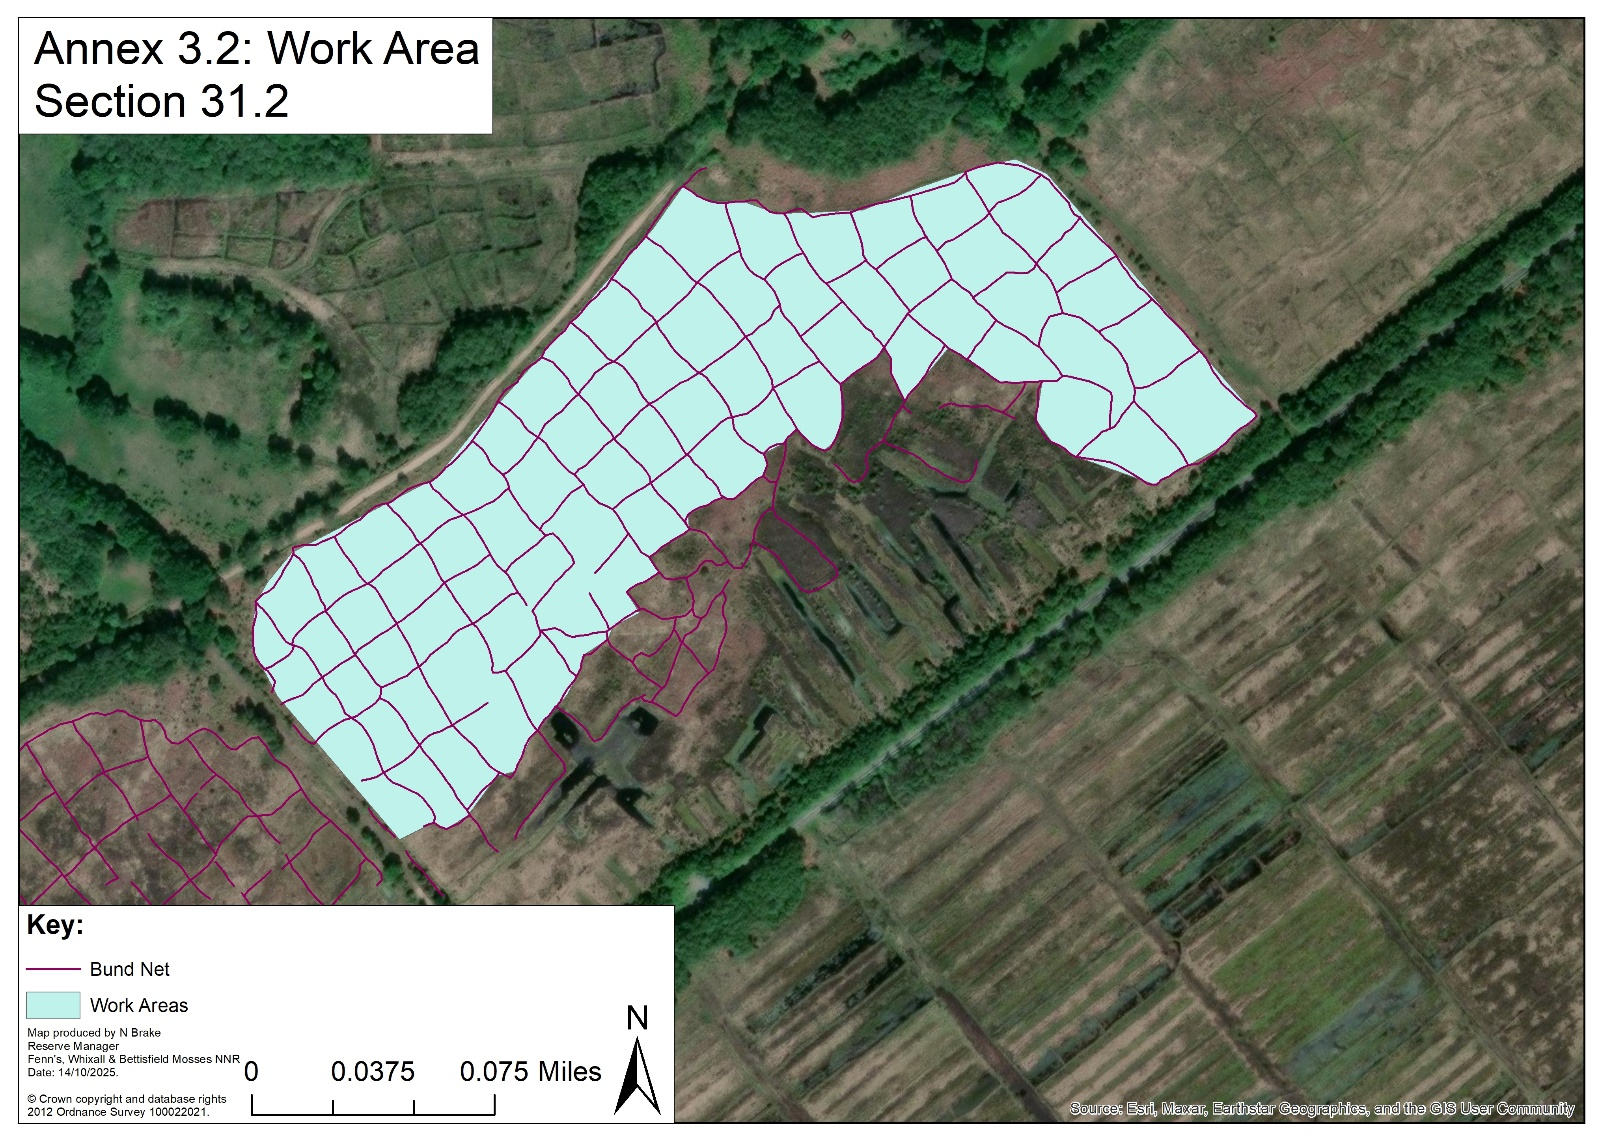 Annex 3.2: Work Area
Section 31.2
Key:
Bund Net
Work Areas
Map produced by N Brake
Reserve Manager
Fenn's, Whixall & Bettisfield Mosses NNR
Date: 14/10/2025.
© Crown copyright and database rights
2012 Ordnance Survey 100022021.
0 0.0375 0.075 Miles
N
Source: Esri, Maxar, Earthstar Geographics, and the GIS User Community